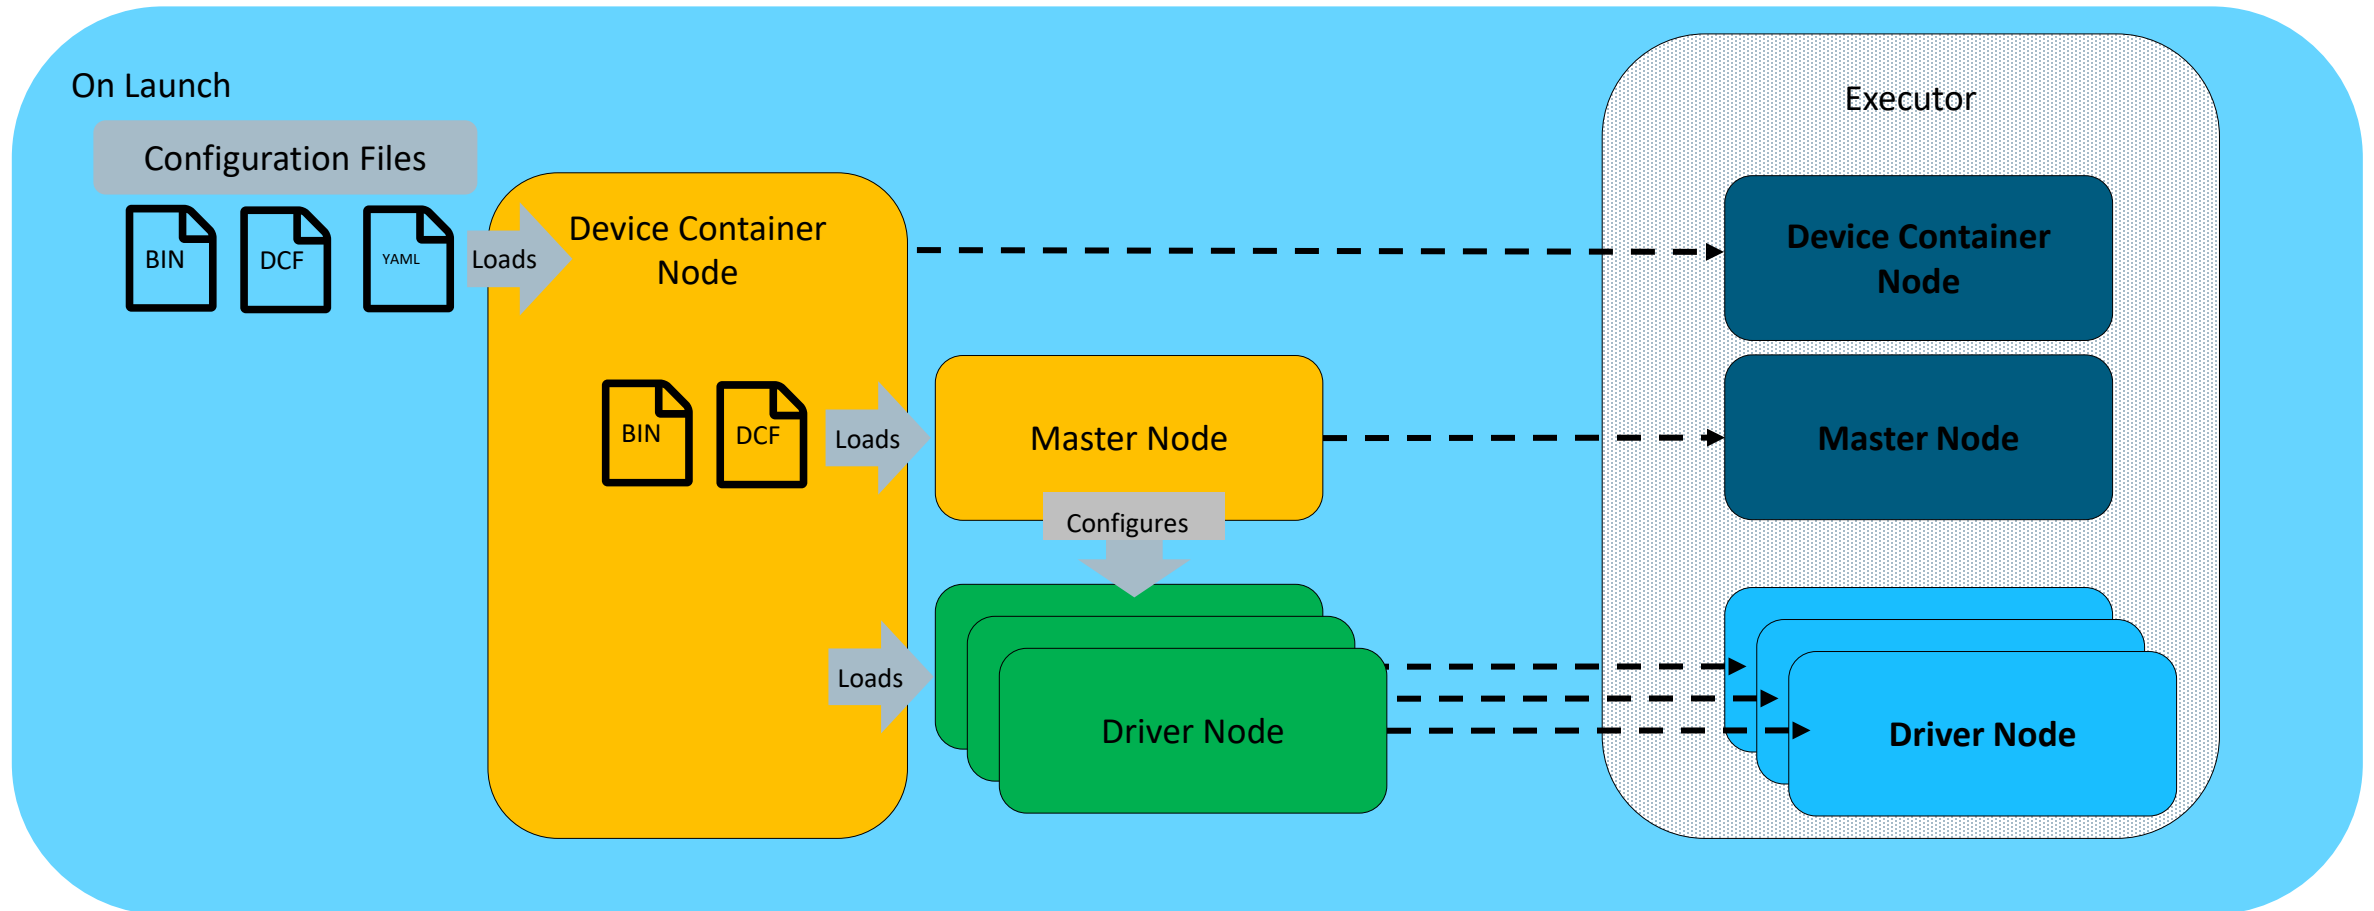 On Launch
Configuration Files
BIN
DCF
YAML
Loads
Device Container
Node
BIN
DCF
Loads
Master Node
Configures
Loads
Driver Node
Executor
Device Container
Node
Master Node
Driver Node